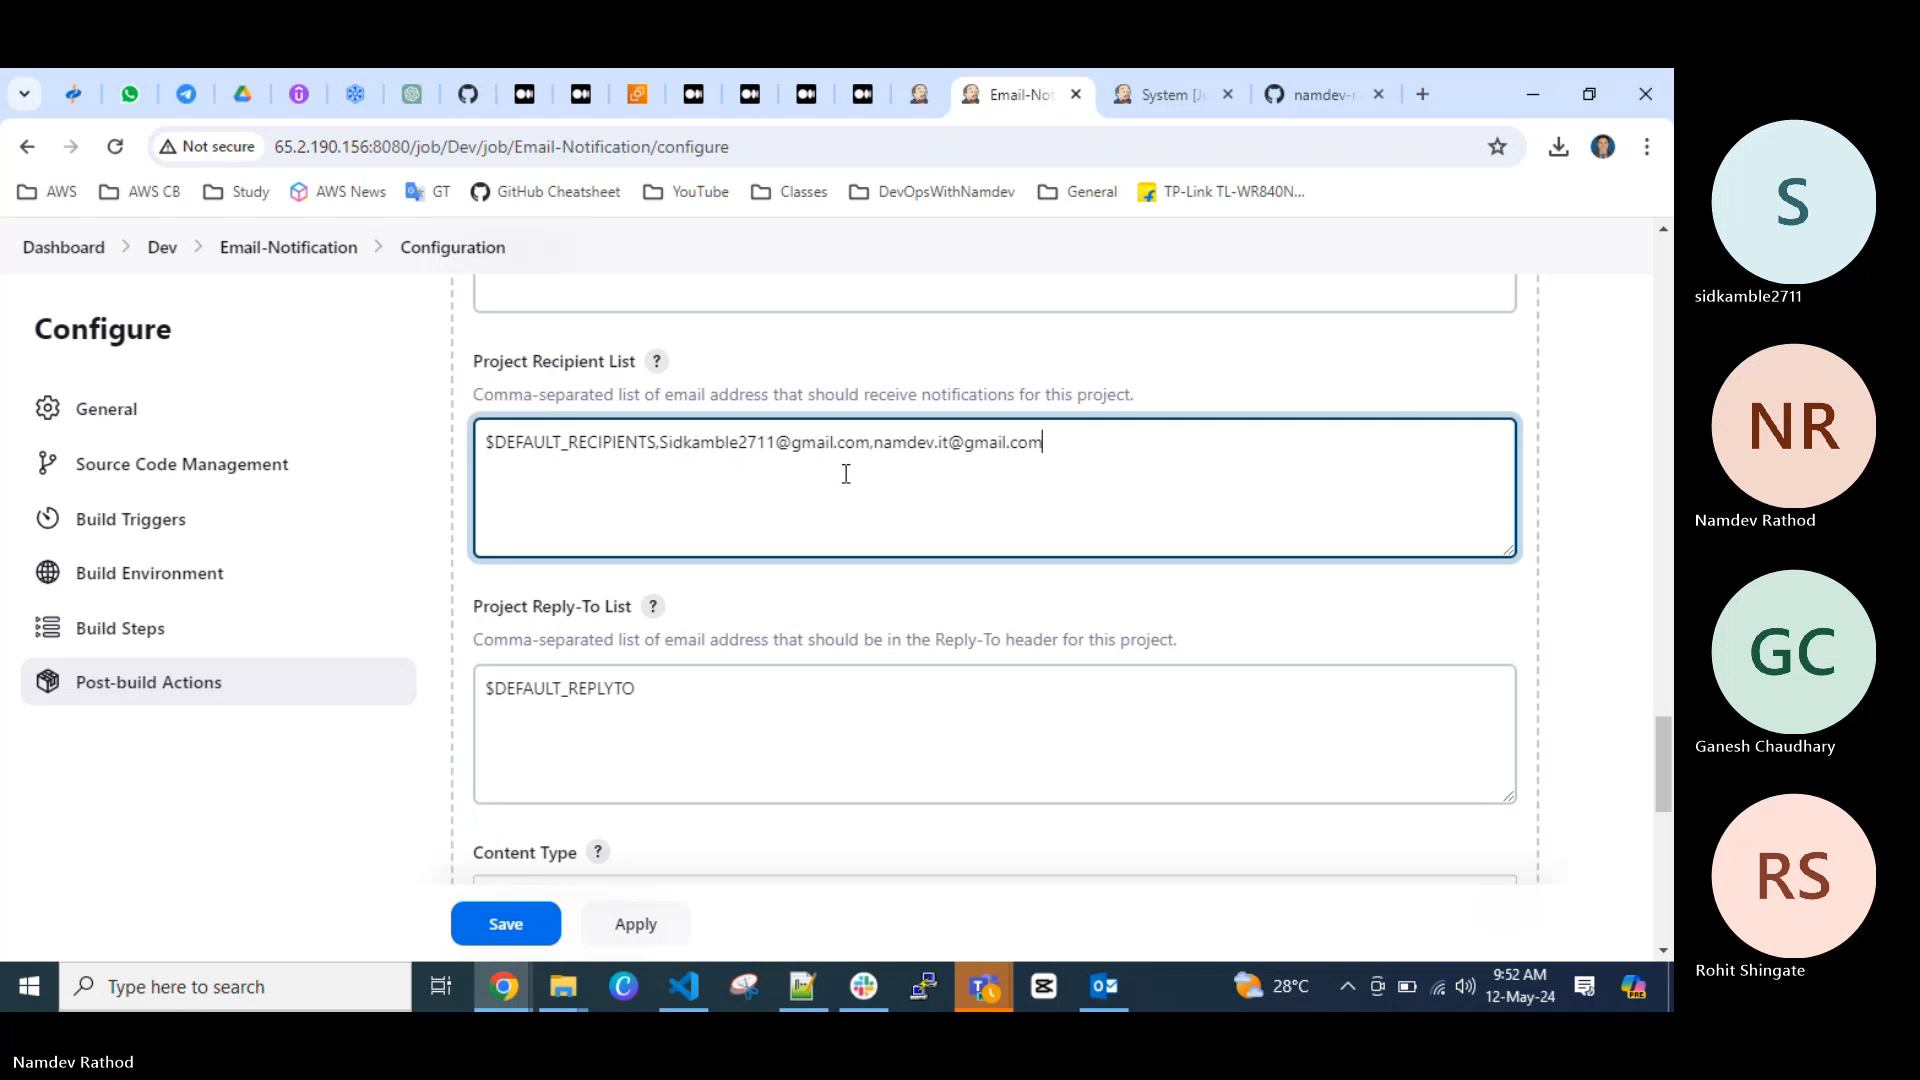 Email-Not
System [Je
namdev-r
Not secure
65.2.190.156:8080/job/Dev/job/Email-Notification/configure
AWS
AWS CB
Study
AWS News
GT
GitHub Cheatsheet
YouTube
Classes
DevOpsWithNamdev
General
TP-Link TL-WR840N...
Dashboard
Dev
Email-Notification
Configuration
Configure
General
Source Code Management
Build Triggers
Build Environment
Build Steps
Post-build Actions
Project Recipient List ?
Comma-separated list of email address that should receive notifications for this project.
$DEFAULT_RECIPIENTS,Sidkamble2711@gmail.com,namdev.it@gmail.com
Project Reply-To List ?
Comma-separated list of email address that should be in the Reply-To header for this project.
$DEFAULT_REPLYTO
Content Type ?
Save
Apply
Type here to search
28°C
9:52 AM
12-May-24
S
sidkamble2711
NR
Namdev Rathod
GC
Ganesh Chaudhary
RS
Rohit Shingate
Namdev Rathod